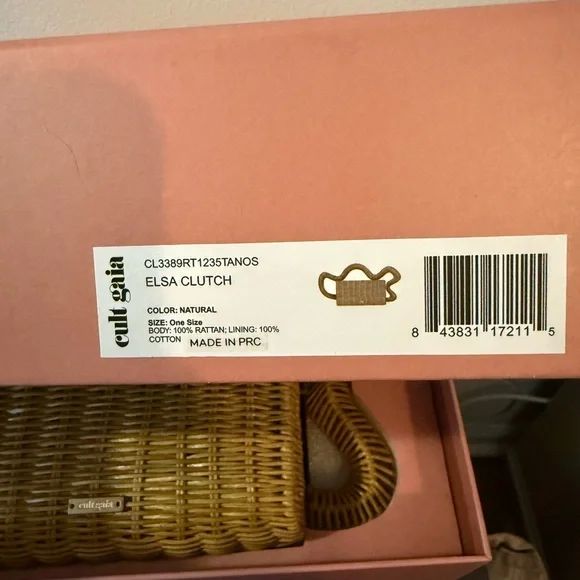 cult gaia
CL3389RT1235TANOS
ELSA CLUTCH
COLOR: NATURAL
SIZE: One Size
BODY: 100% RATTAN; LINING: 100%
COTTON MADE IN PRC
8 43831 17211 5
cult gaia